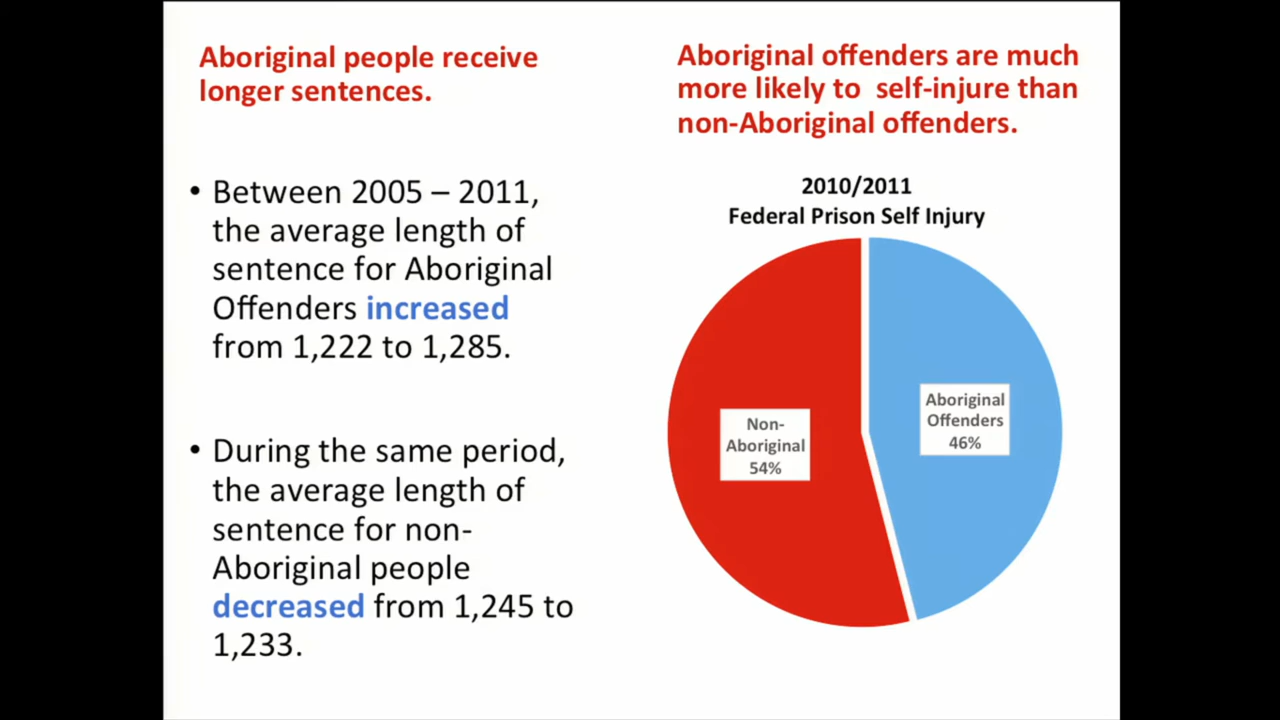 Aboriginal people receive
longer sentences.
• Between 2005 – 2011,
the average length of
sentence for Aboriginal
Offenders increased
from 1,222 to 1,285.
• During the same period,
the average length of
sentence for non-
Aboriginal people
decreased from 1,245 to
1,233.
Aboriginal offenders are much
more likely to self-injure than
non-Aboriginal offenders.
2010/2011
Federal Prison Self Injury
Non-
Aboriginal
54%
Aboriginal
Offenders
46%